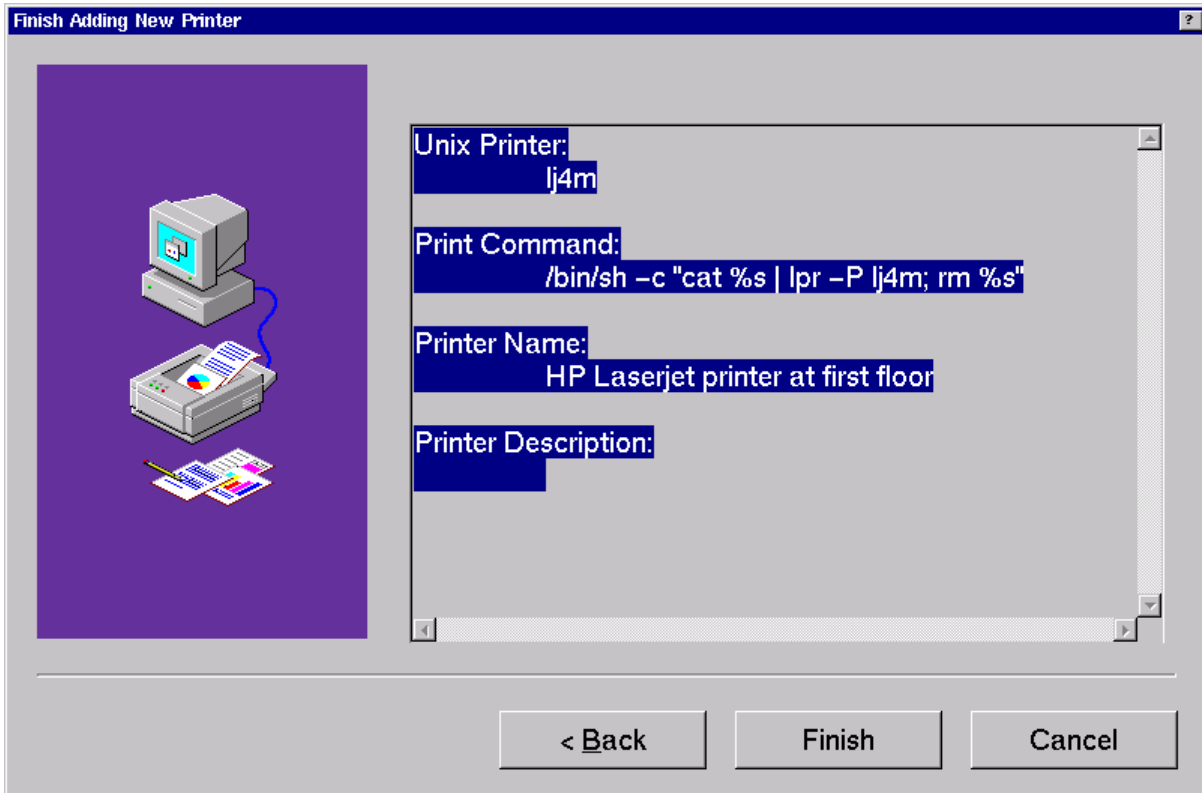 Finish Adding New Printer
?
Unix Printer:
lj4m
Print Command:
/bin/sh –c "cat %s | lpr –P lj4m; rm %s"
Printer Name:
HP Laserjet printer at first floor
Printer Description:
< Back
Finish
Cancel